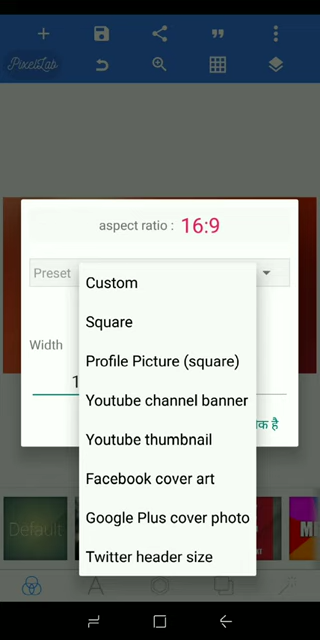 PixelLab
aspect ratio : 16:9
Preset
Custom
Square
Profile Picture (square)
Width
Youtube channel banner
है
Youtube thumbnail
Facebook cover art
Google Plus cover photo
Default
Twitter header size
A